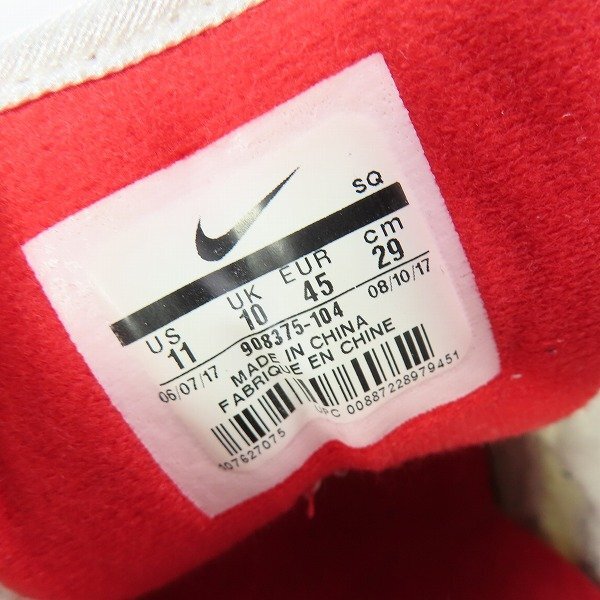 SQ
US UK EUR cm
11 10 45 29
06/07/17 908375-104 08/10/17
MADE IN CHINA
FABRIQUE EN CHINE
107627075 UPC 00887228979451